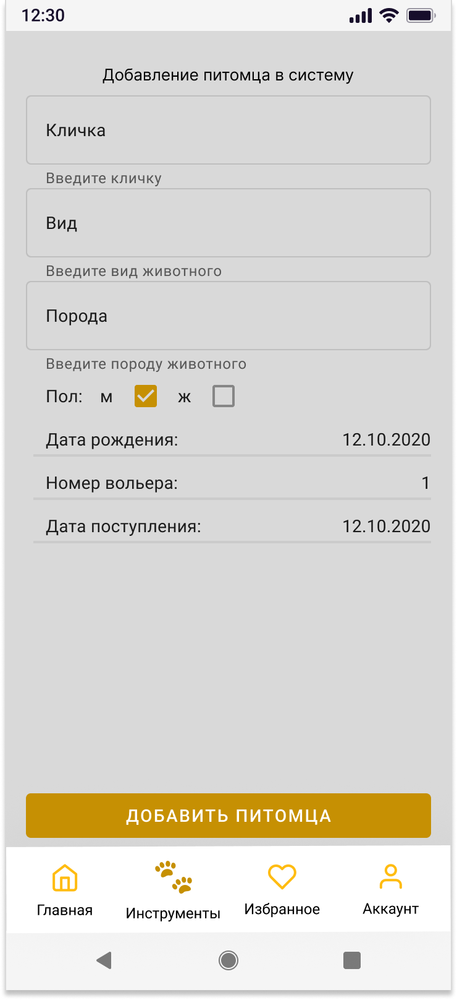 12:30
Добавление питомца в систему
Кличка
Введите кличку
Вид
Введите вид животного
Порода
Введите породу животного
Пол: м ж
Дата рождения: 12.10.2020
Номер вольера: 1
Дата поступления: 12.10.2020
ДОБАВИТЬ ПИТОМЦА
Главная Инструменты Избранное Аккаунт